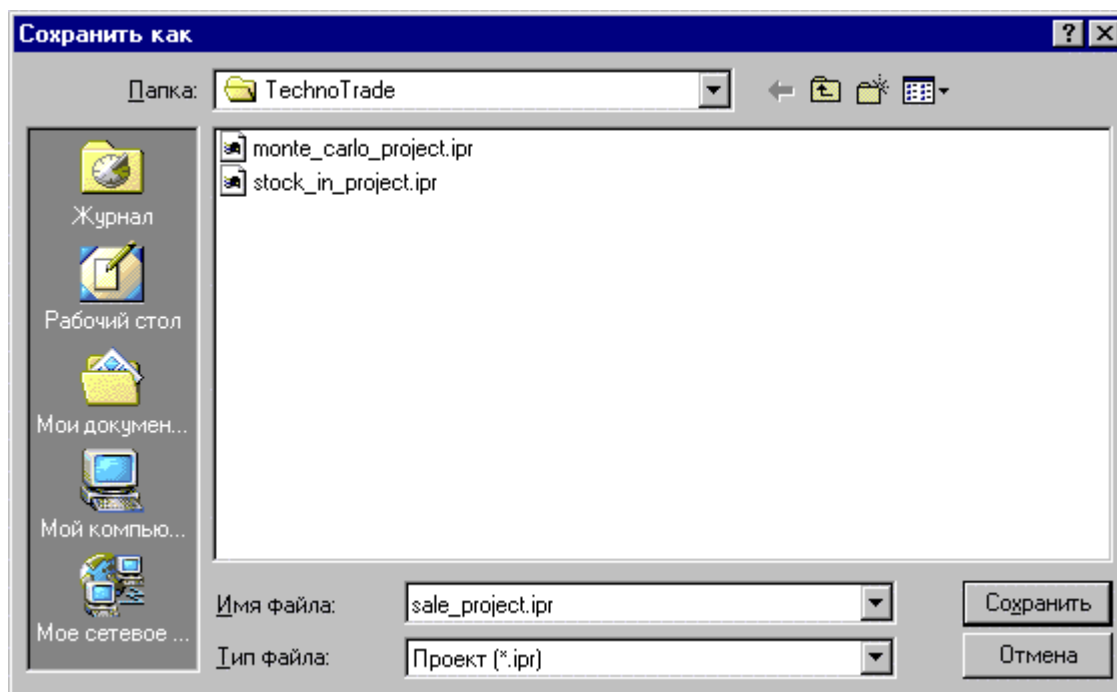 Сохранить как
Папка: TechnoTrade
monte_carlo_project.ipr
stock_in_project.ipr
Журнал
Рабочий стол
Мои докумен...
Мой компью...
Мое сетевое ...
Имя файла: sale_project.ipr Сохранить
Тип файла: Проект (*.ipr) Отмена